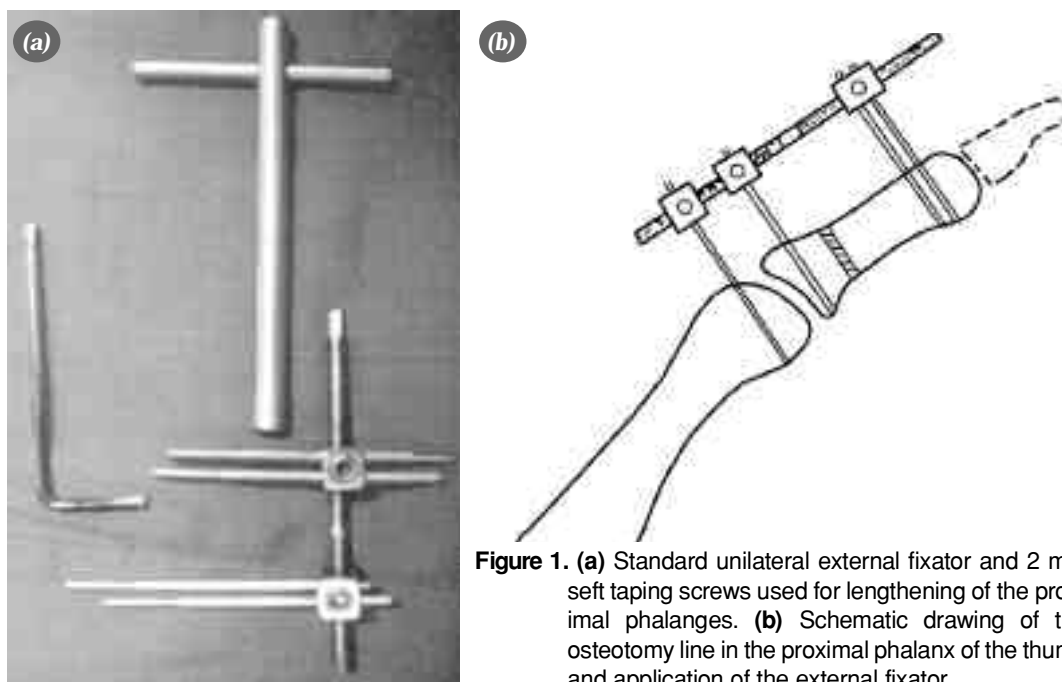 (a)
(b)
Figure 1. (a) Standard unilateral external fixator and 2 m
seft taping screws used for lengthening of the pro
imal phalanges. (b) Schematic drawing of t
osteotomy line in the proximal phalanx of the thu
and application of the external fixator